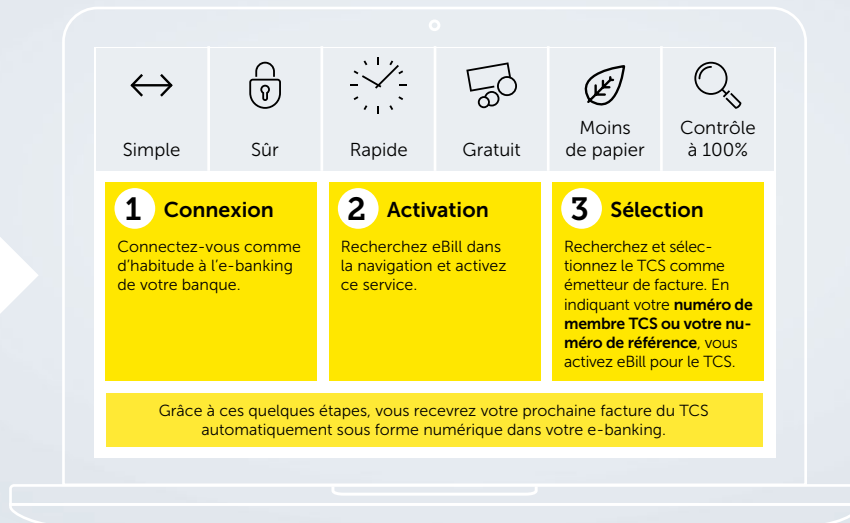 Simple
Sûr
Rapide
Gratuit
Moins
de papier
Contrôle
à 100%
1 Connexion
Connectez-vous comme
d'habitude à l'e-banking
de votre banque.
2 Activation
Recherchez eBill dans
la navigation et activez
ce service.
3 Sélection
Recherchez et sélec-
tionnez le TCS comme
émetteur de facture. En
indiquant votre numéro de
membre TCS ou votre nu-
méro de référence, vous
activez eBill pour le TCS.
Grâce à ces quelques étapes, vous recevrez votre prochaine facture du TCS
automatiquement sous forme numérique dans votre e-banking.